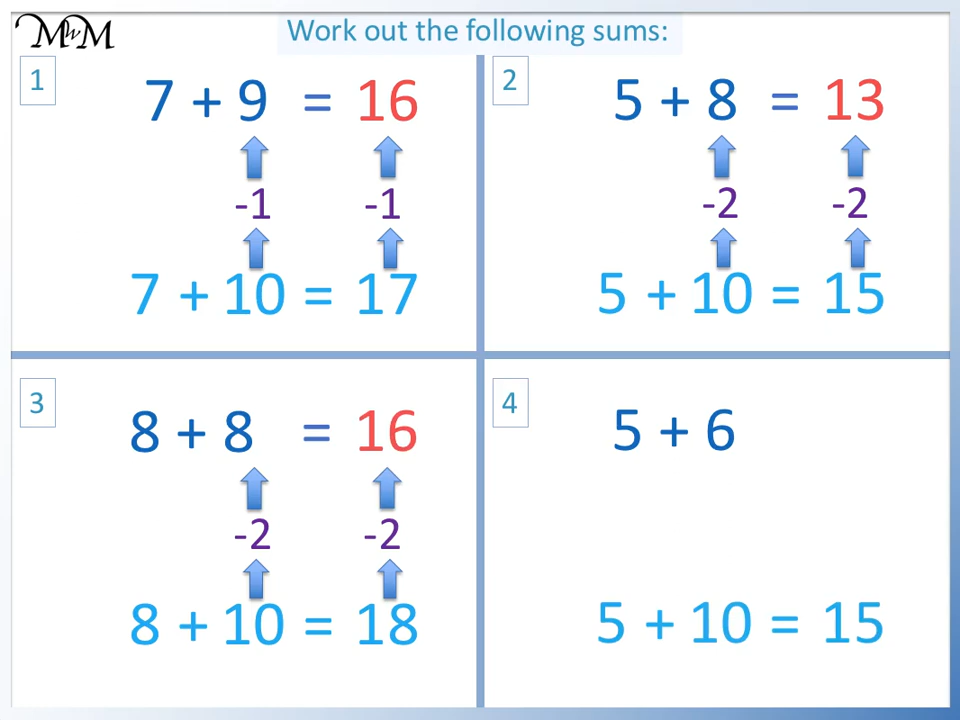 MwM
Work out the following sums:
1
7 + 9 = 16
-1 -1
7 + 10 = 17
2
5 + 8 = 13
-2 -2
5 + 10 = 15
3
8 + 8 = 16
-2 -2
8 + 10 = 18
4
5 + 6
5 + 10 = 15